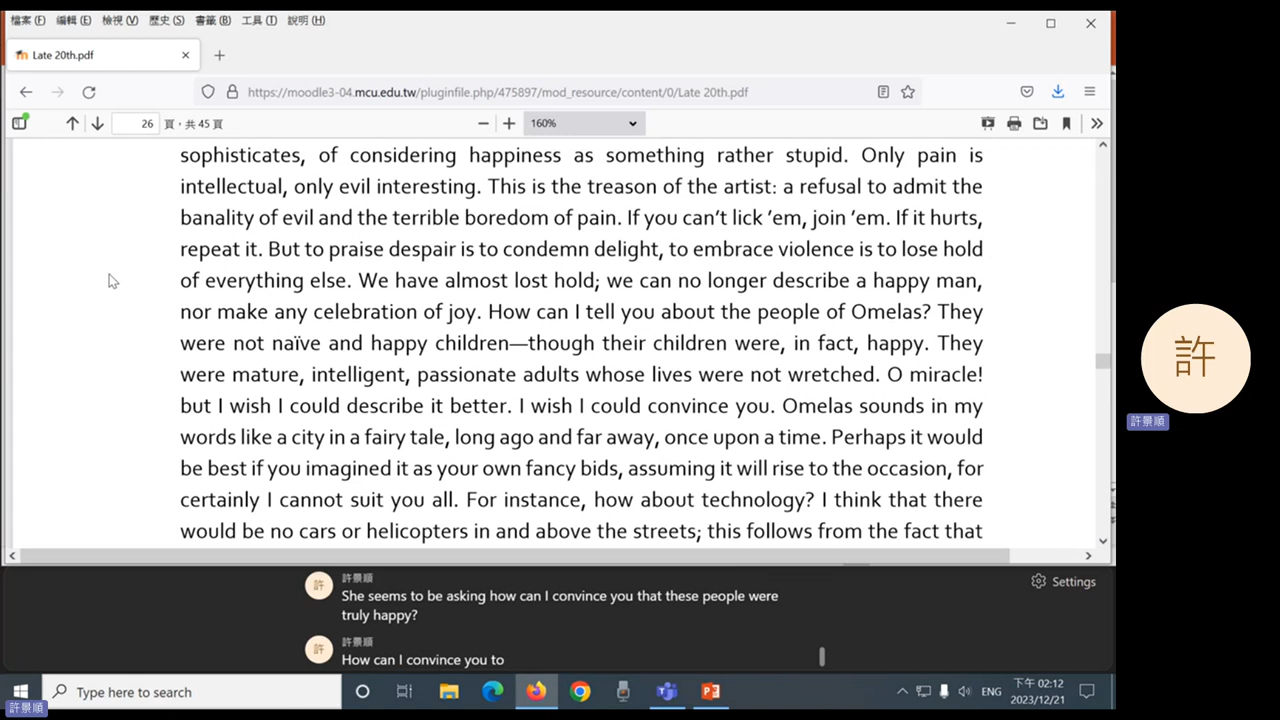 檔案(F) 編輯(E) 檢視(V) 歷史(S) 書籤(B) 工具(T) 說明(H)
Late 20th.pdf
https://moodle3-04.mcu.edu.tw/pluginfile.php/475897/mod_resource/content/0/Late 20th.pdf
26 頁，共 45 頁
160%
sophisticates, of considering happiness as something rather stupid. Only pain is
intellectual, only evil interesting. This is the treason of the artist: a refusal to admit the
banality of evil and the terrible boredom of pain. If you can't lick 'em, join 'em. If it hurts,
repeat it. But to praise despair is to condemn delight, to embrace violence is to lose hold
of everything else. We have almost lost hold; we can no longer describe a happy man,
nor make any celebration of joy. How can I tell you about the people of Omelas? They
were not naïve and happy children—though their children were, in fact, happy. They
were mature, intelligent, passionate adults whose lives were not wretched. O miracle!
but I wish I could describe it better. I wish I could convince you. Omelas sounds in my
words like a city in a fairy tale, long ago and far away, once upon a time. Perhaps it would
be best if you imagined it as your own fancy bids, assuming it will rise to the occasion, for
certainly I cannot suit you all. For instance, how about technology? I think that there
would be no cars or helicopters in and above the streets; this follows from the fact that
許
許景順
許
許景順
She seems to be asking how can I convince you that these people were
truly happy?
Settings
許
許景順
How can I convince you to
Type here to search
ENG
下午 02:12
2023/12/21
許景順